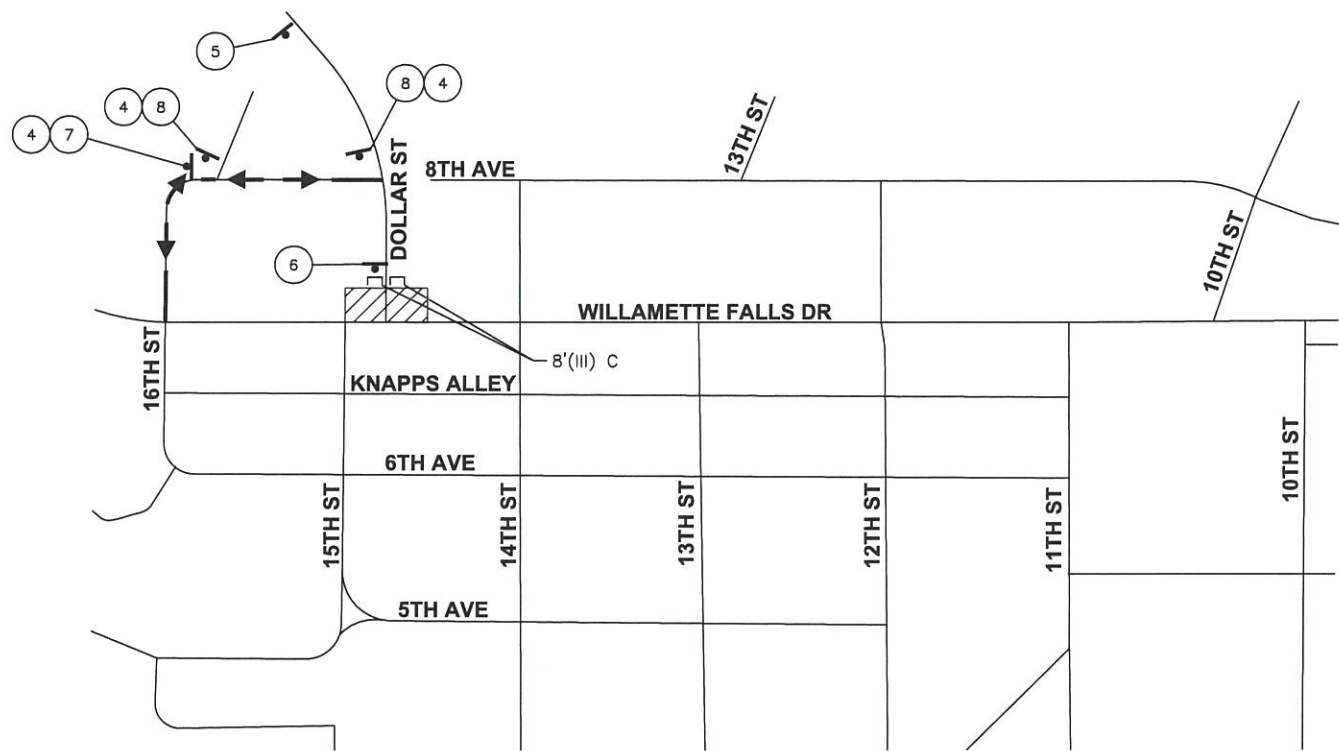 5
8 4
4 8
4 7
13TH ST
8TH AVE
DOLLAR ST
10TH ST
6
WILLAMETTE FALLS DR
8'(III) C
16TH ST
KNAPPS ALLEY
6TH AVE
15TH ST
14TH ST
13TH ST
12TH ST
11TH ST
10TH ST
5TH AVE